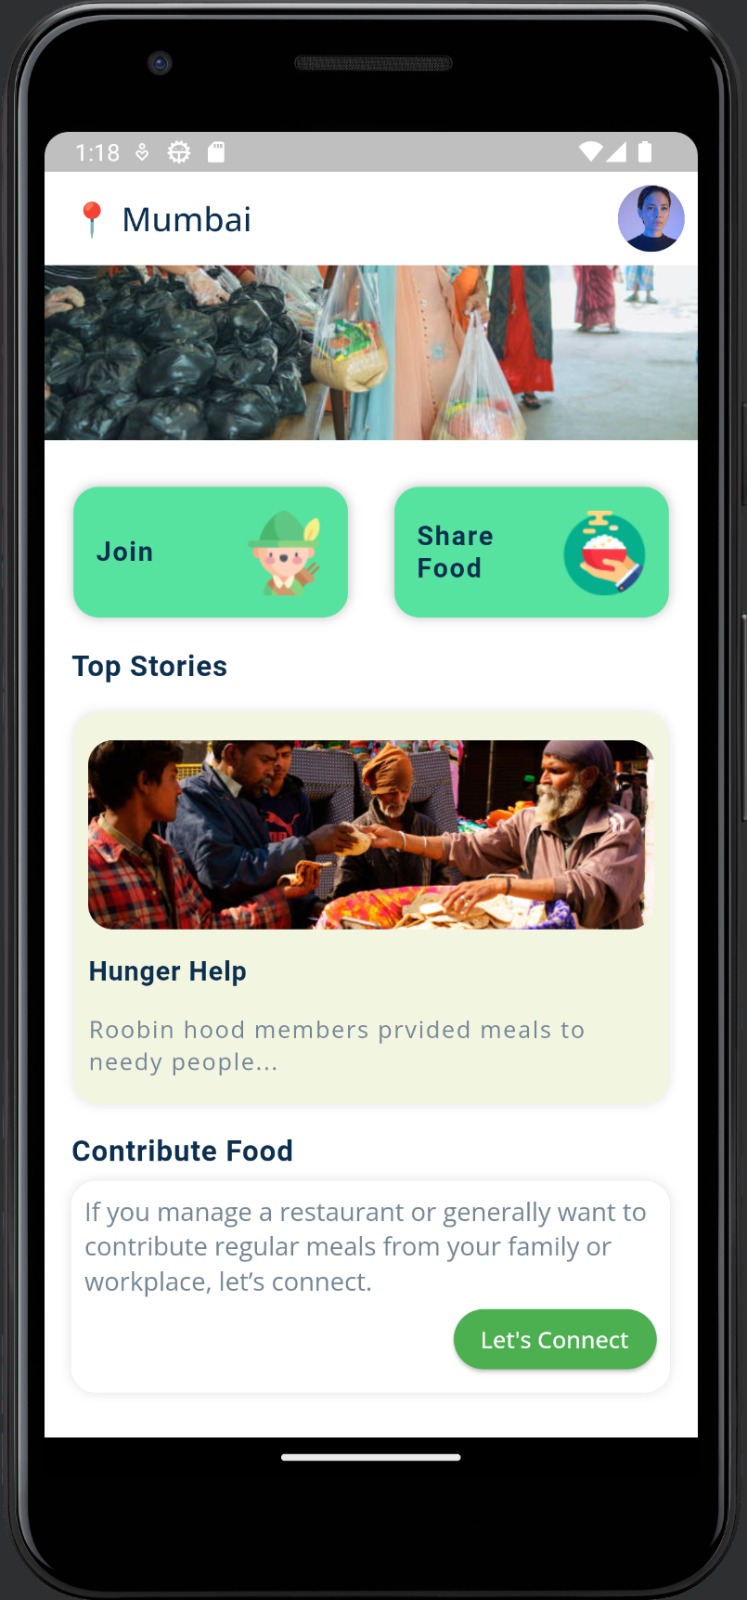 1:18
Mumbai
Join
Share
Food
Top Stories
Hunger Help
Roobin hood members prvided meals to
needy people...
Contribute Food
If you manage a restaurant or generally want to
contribute regular meals from your family or
workplace, let’s connect.
Let's Connect